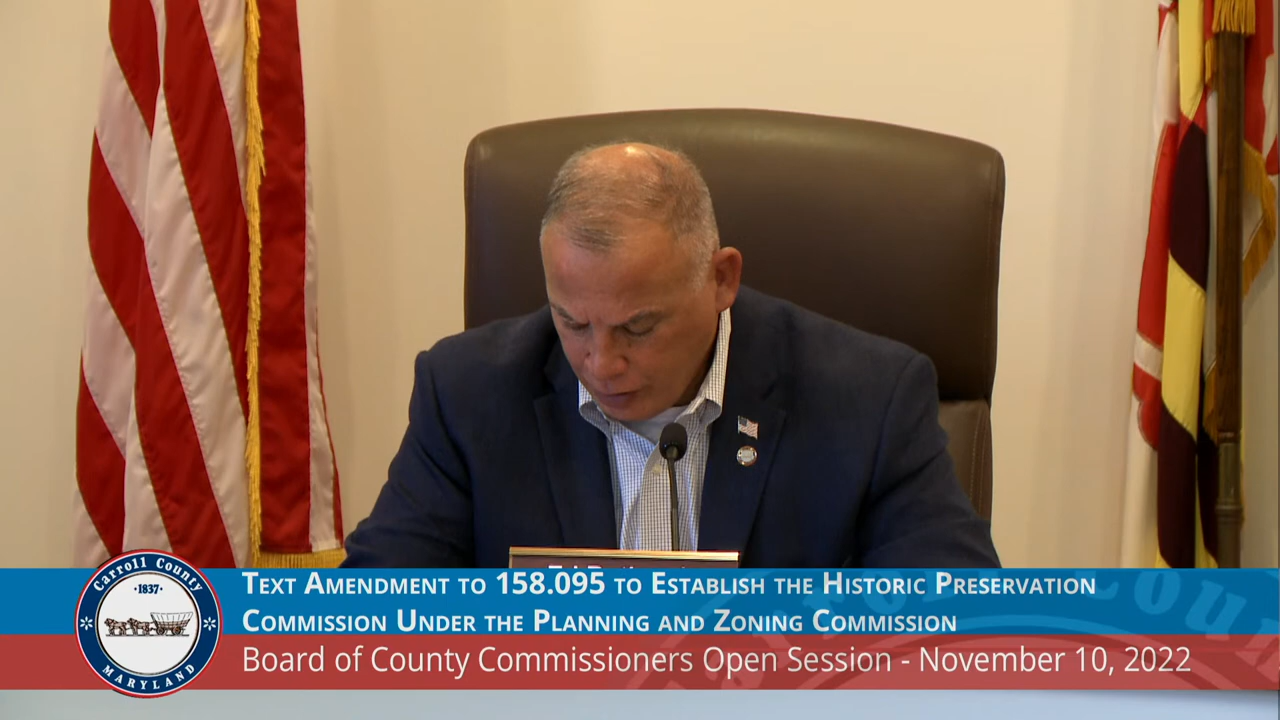 Text Amendment to 158.095 to Establish the Historic Preservation
Commission Under the Planning and Zoning Commission
Board of County Commissioners Open Session - November 10, 2022
Carroll County
·1837·
Maryland